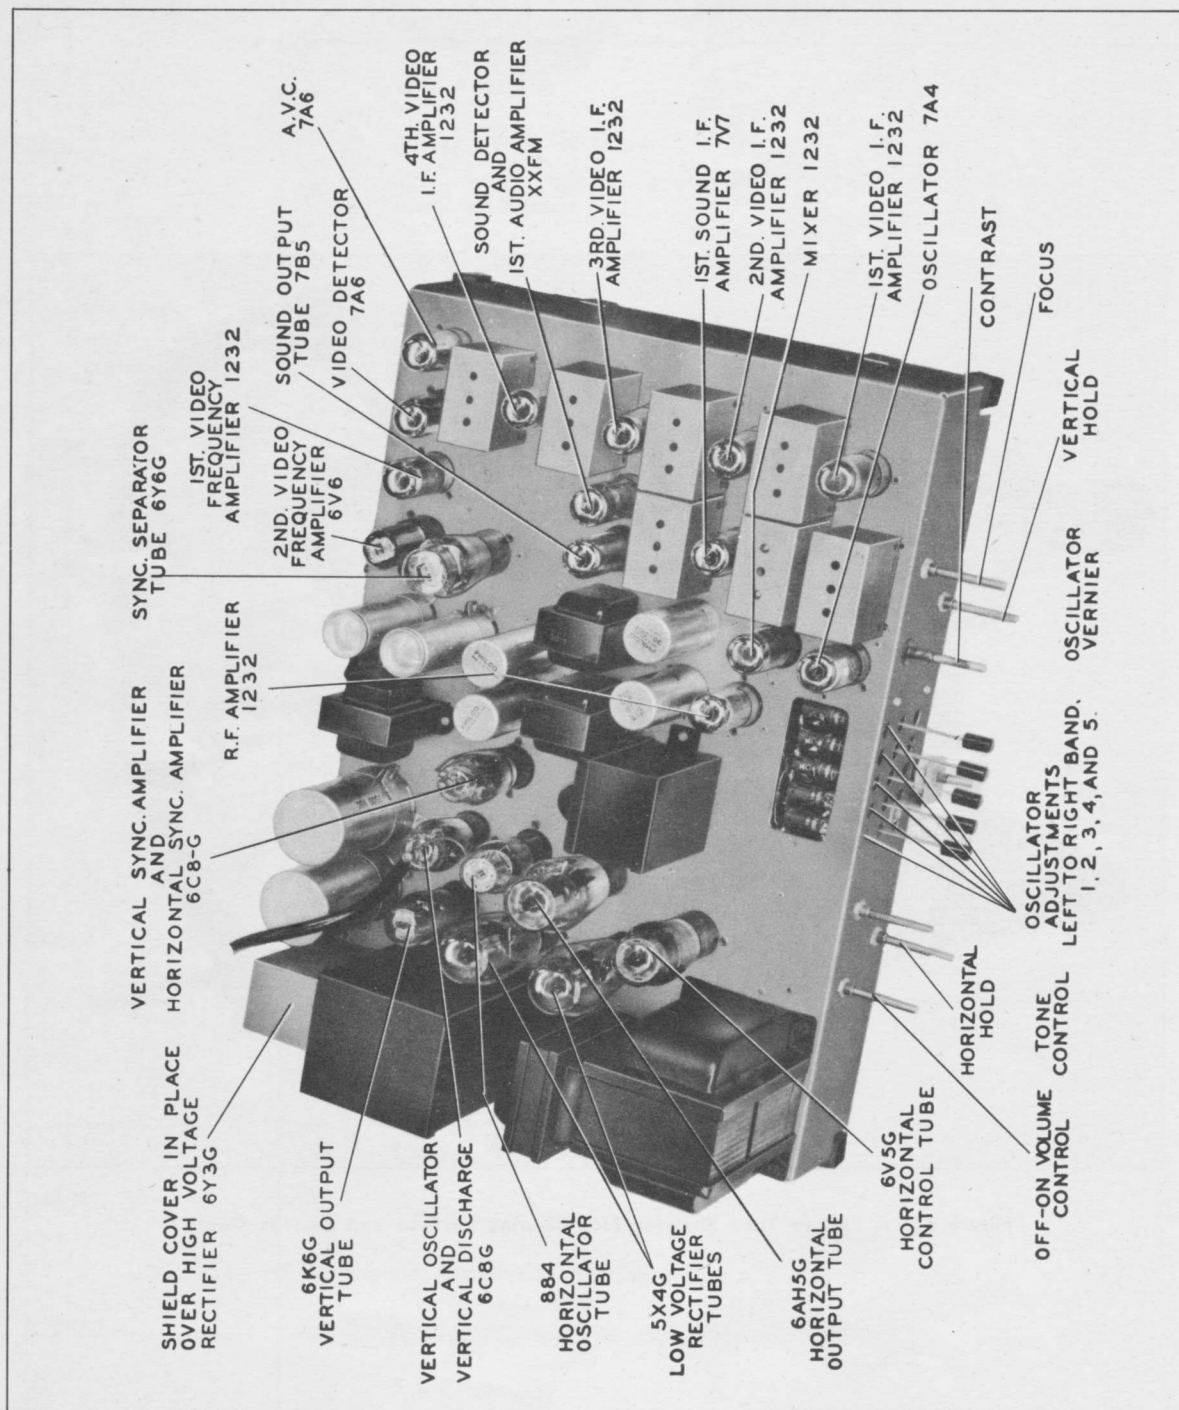 SHIELD COVER IN PLACE
OVER HIGH VOLTAGE
RECTIFIER 6Y3G
VERTICAL SYNC. AMPLIFIER
AND
HORIZONTAL SYNC. AMPLIFIER
6C8-G
SYNC. SEPARATOR
TUBE 6Y6G
1ST. VIDEO
FREQUENCY
AMPLIFIER 1232
R.F. AMPLIFIER
1232
2ND. VIDEO
FREQUENCY
AMPLIFIER
6V6
SOUND OUTPUT
TUBE 7B5
VIDEO DETECTOR
7A6
A.V.C.
7A6
4TH. VIDEO
I.F. AMPLIFIER
1232
SOUND DETECTOR
AND
1ST. AUDIO AMPLIFIER
XXFM
3RD. VIDEO I.F.
AMPLIFIER 1232
1ST. SOUND I.F.
AMPLIFIER 7V7
2ND. VIDEO I.F.
AMPLIFIER 1232
MIXER 1232
1ST. VIDEO I.F.
AMPLIFIER 1232
OSCILLATOR 7A4
CONTRAST
FOCUS
6K6G
VERTICAL OUTPUT
TUBE
VERTICAL OSCILLATOR
AND
VERTICAL DISCHARGE
6C8G
884
HORIZONTAL
OSCILLATOR
TUBE
5X4G
LOW VOLTAGE
RECTIFIER
TUBES
6AH5G
HORIZONTAL
OUTPUT TUBE
6V5G
HORIZONTAL
CONTROL TUBE
OFF-ON VOLUME
CONTROL
HORIZONTAL
HOLD
TONE
CONTROL
OSCILLATOR
ADJUSTMENTS
LEFT TO RIGHT BAND.
1, 2, 3, 4, AND 5.
OSCILLATOR
VERNIER
VERTICAL
HOLD